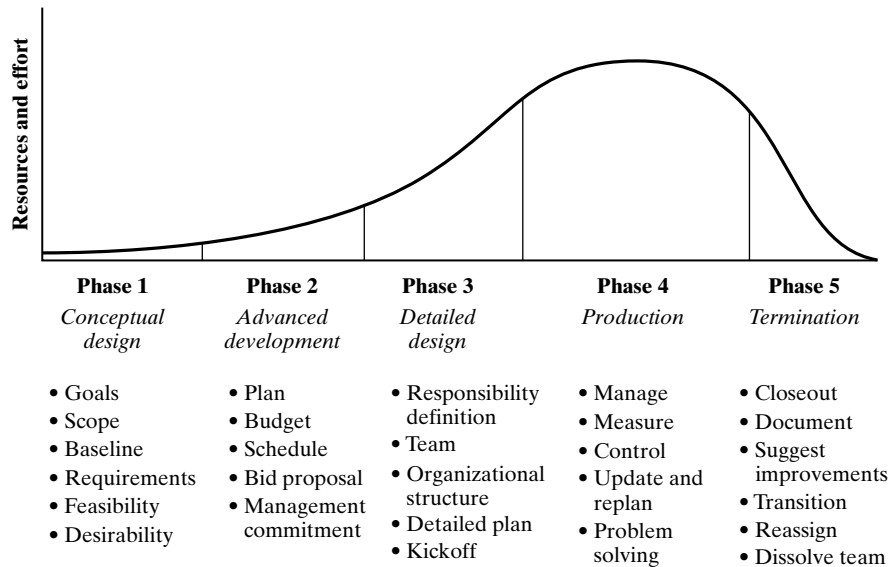 Resources and effort
Phase 1
Conceptual
design
• Goals
• Scope
• Baseline
• Requirements
• Feasibility
• Desirability
Phase 2
Advanced
development
• Plan
• Budget
• Schedule
• Bid proposal
• Management
commitment
Phase 3
Detailed
design
• Responsibility
definition
• Team
• Organizational
structure
• Detailed plan
• Kickoff
Phase 4
Production
• Manage
• Measure
• Control
• Update and
replan
• Problem
solving
Phase 5
Termination
• Closeout
• Document
• Suggest
improvements
• Transition
• Reassign
• Dissolve team